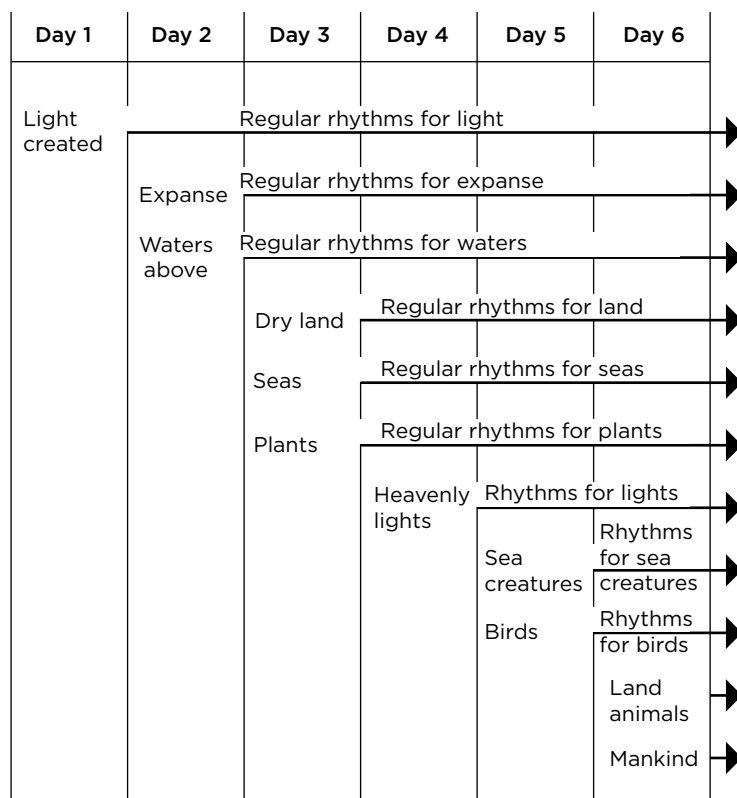 Day 1 Day 2 Day 3 Day 4 Day 5 Day 6
Light
created
Regular rhythms for light
Expanse
Regular rhythms for expanse
Waters
above
Regular rhythms for waters
Dry land
Regular rhythms for land
Seas
Regular rhythms for seas
Plants
Regular rhythms for plants
Heavenly
lights
Rhythms for lights
Sea
creatures
Rhythms
for sea
creatures
Birds
Rhythms
for birds
Land
animals
Mankind